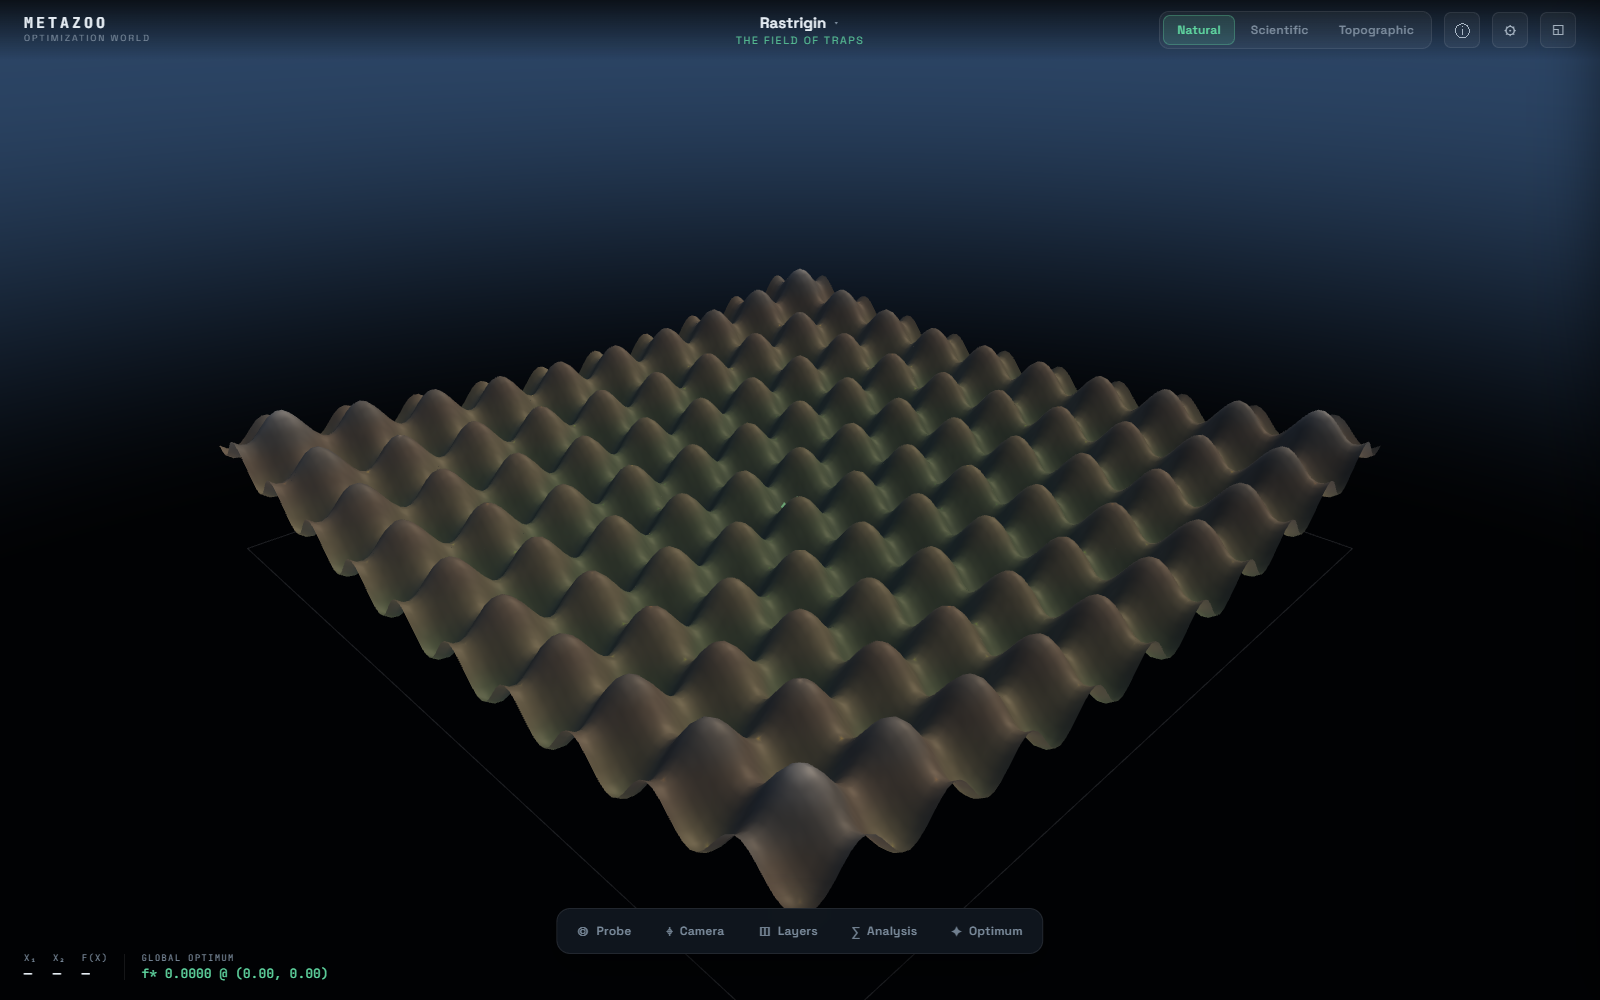 METAZOO
OPTIMIZATION WORLD
Rastrigin
THE FIELD OF TRAPS
Natural Scientific Topographic
Probe Camera Layers Analysis Optimum
X₁ X₂ F(X)
— — —
GLOBAL OPTIMUM
f* 0.0000 @ (0.00, 0.00)